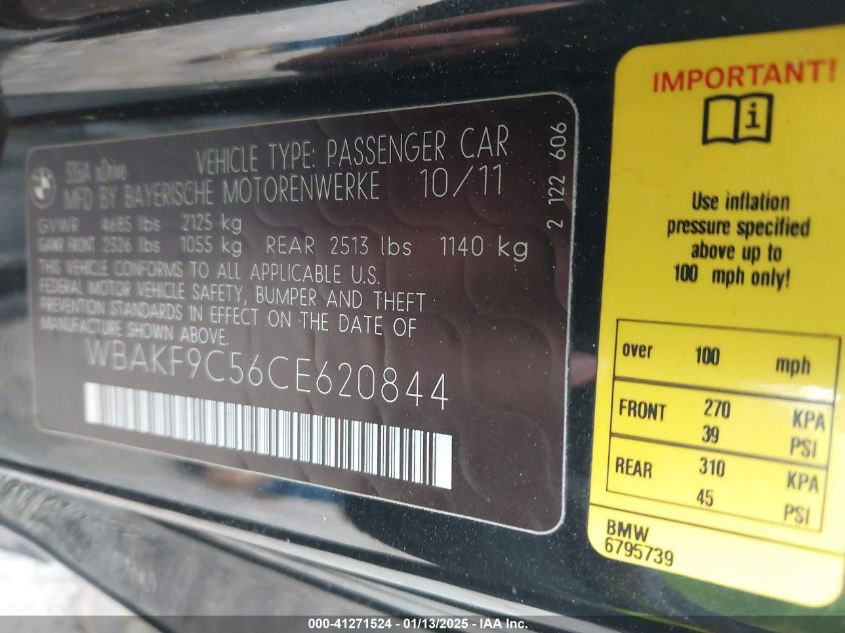 335iA xDrive VEHICLE TYPE: PASSENGER CAR
MFD BY BAYERISCHE MOTORENWERKE 10/11
GVWR 4685 lbs 2125 kg
GAWR FRONT 2326 lbs 1055 kg REAR 2513 lbs 1140 kg
THIS VEHICLE CONFORMS TO ALL APPLICABLE U.S.
FEDERAL MOTOR VEHICLE SAFETY, BUMPER AND THEFT
PREVENTION STANDARDS IN EFFECT ON THE DATE OF
MANUFACTURE SHOWN ABOVE.
WBAKF9C56CE620844
2 122 606
IMPORTANT!
i
Use inflation
pressure specified
above up to
100 mph only!
over 100 mph
FRONT 270 KPA
39 PSI
REAR 310 KPA
45 PSI
BMW
6795739
000-41271524 - 01/13/2025 - IAA Inc.